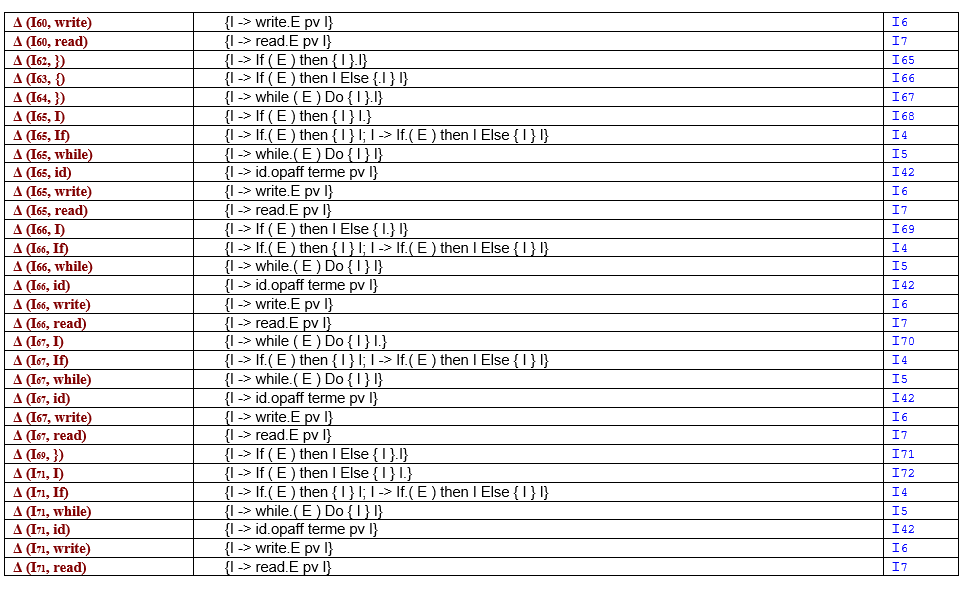 Δ (I60, write) {I -> write.E pv I} I6
Δ (I60, read) {I -> read.E pv I} I7
Δ (I62, }) {I -> If ( E ) then { I }.I} I65
Δ (I63, {) {I -> If ( E ) then I Else {.I } I} I66
Δ (I64, }) {I -> while ( E ) Do { I }.I} I67
Δ (I65, I) {I -> If ( E ) then { I } I.} I68
Δ (I65, If) {I -> If.( E ) then { I } I; I -> If.( E ) then I Else { I } I} I4
Δ (I65, while) {I -> while.( E ) Do { I } I} I5
Δ (I65, id) {I -> id.opaff terme pv I} I42
Δ (I65, write) {I -> write.E pv I} I6
Δ (I65, read) {I -> read.E pv I} I7
Δ (I66, I) {I -> If ( E ) then I Else { I.} I} I69
Δ (I66, If) {I -> If.( E ) then { I } I; I -> If.( E ) then I Else { I } I} I4
Δ (I66, while) {I -> while.( E ) Do { I } I} I5
Δ (I66, id) {I -> id.opaff terme pv I} I42
Δ (I66, write) {I -> write.E pv I} I6
Δ (I66, read) {I -> read.E pv I} I7
Δ (I67, I) {I -> while ( E ) Do { I } I.} I70
Δ (I67, If) {I -> If.( E ) then { I } I; I -> If.( E ) then I Else { I } I} I4
Δ (I67, while) {I -> while.( E ) Do { I } I} I5
Δ (I67, id) {I -> id.opaff terme pv I} I42
Δ (I67, write) {I -> write.E pv I} I6
Δ (I67, read) {I -> read.E pv I} I7
Δ (I69, }) {I -> If ( E ) then I Else { I }.I} I71
Δ (I71, I) {I -> If ( E ) then I Else { I } I.} I72
Δ (I71, If) {I -> If.( E ) then { I } I; I -> If.( E ) then I Else { I } I} I4
Δ (I71, while) {I -> while.( E ) Do { I } I} I5
Δ (I71, id) {I -> id.opaff terme pv I} I42
Δ (I71, write) {I -> write.E pv I} I6
Δ (I71, read) {I -> read.E pv I} I7